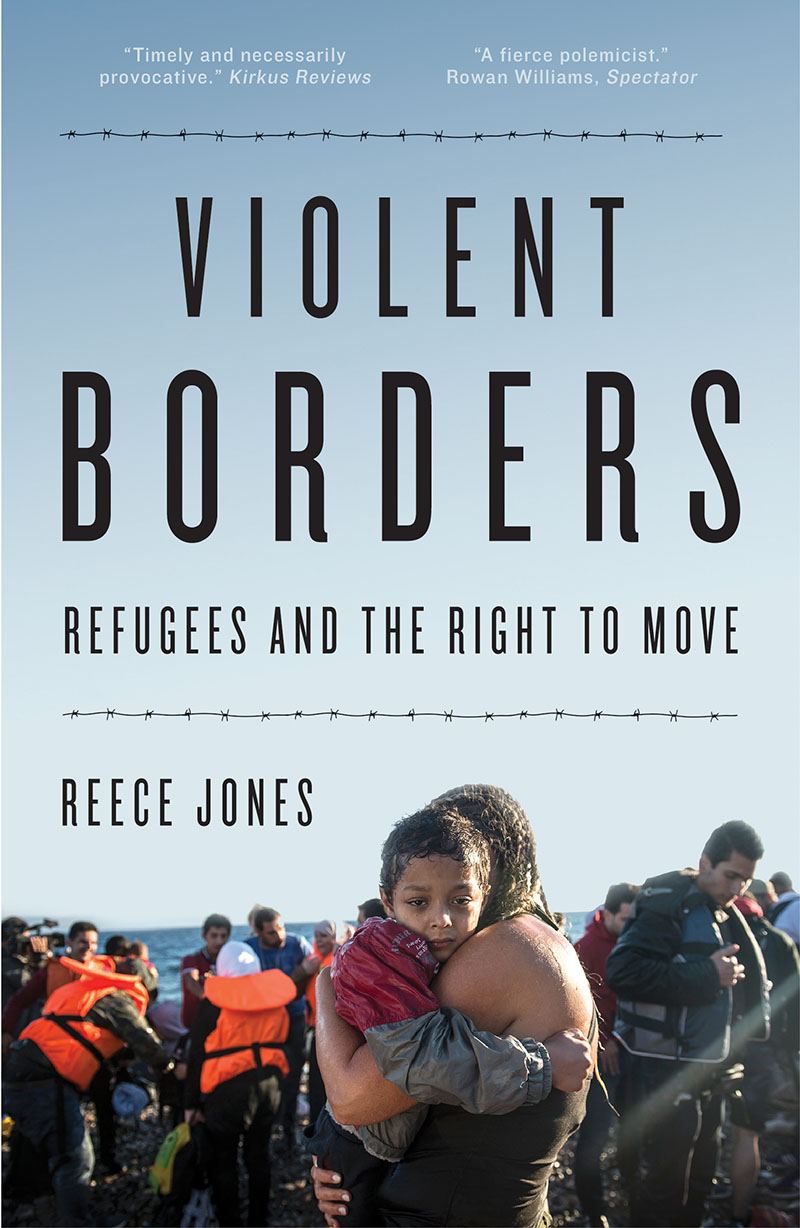 “Timely and necessarily
provocative.” Kirkus Reviews
“A fierce polemicist.”
Rowan Williams, Spectator
VIOLENT
BORDERS
REFUGEES AND THE RIGHT TO MOVE
REECE JONES